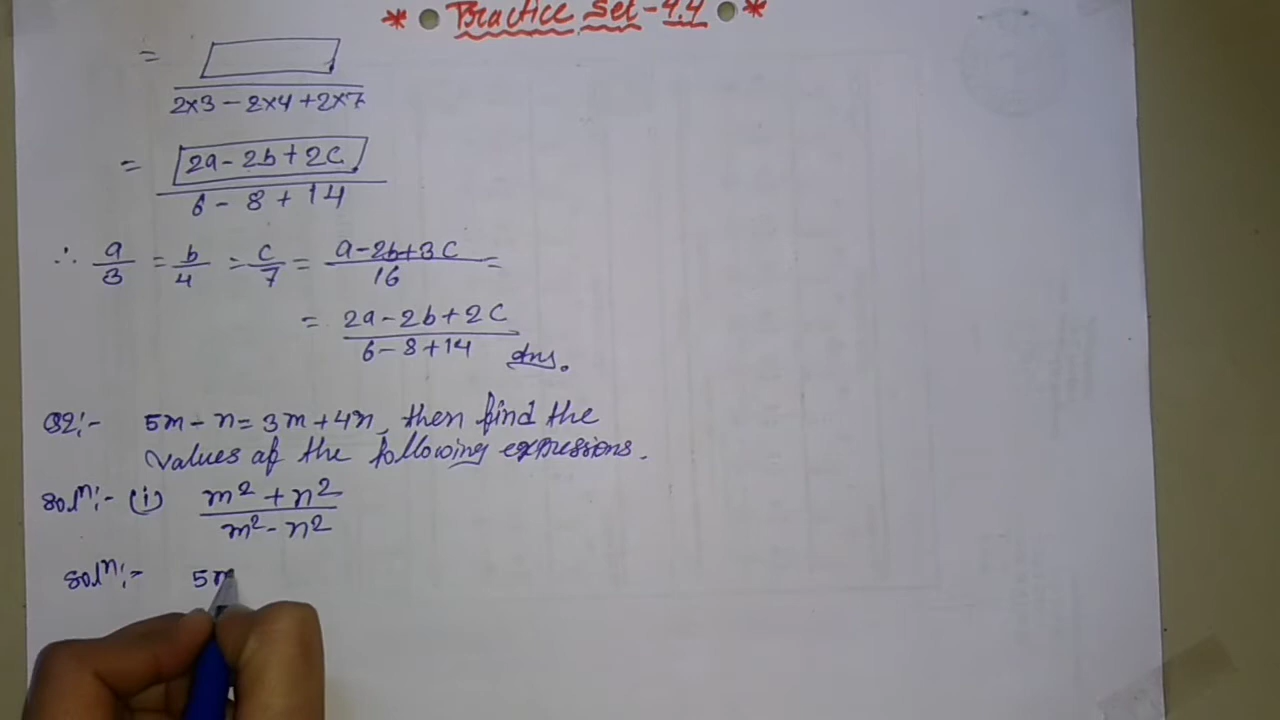 * Practice Set - 4.4 *
=
2×3 - 2×4 + 2×7
= 2a - 2b + 2c
6 - 8 + 14
∴ a/3 = b/4 = c/7 = a-2b+3c/16 =
= 2a - 2b + 2c
6 - 8 + 14 Ans.
Q2:- 5m - n = 3m + 4n, then find the
values of the following expressions.
Solⁿ:- (i) m² + n²
m² - n²
Solⁿ:- 5m